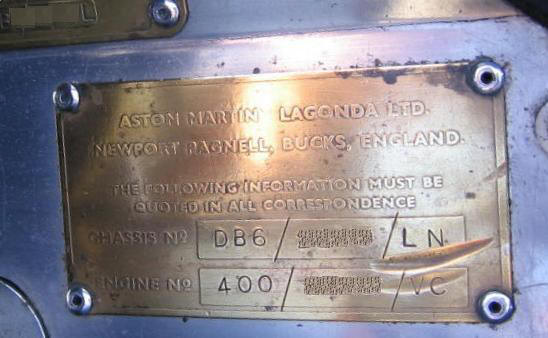 L
ASTON MARTIN LAGONDA LTD.
NEWPORT PAGNELL, BUCKS, ENGLAND.
THE FOLLOWING INFORMATION MUST BE
QUOTED IN ALL CORRESPONDENCE
CHASSIS Nº DB6/ /LN
ENGINE Nº 400/ /VC